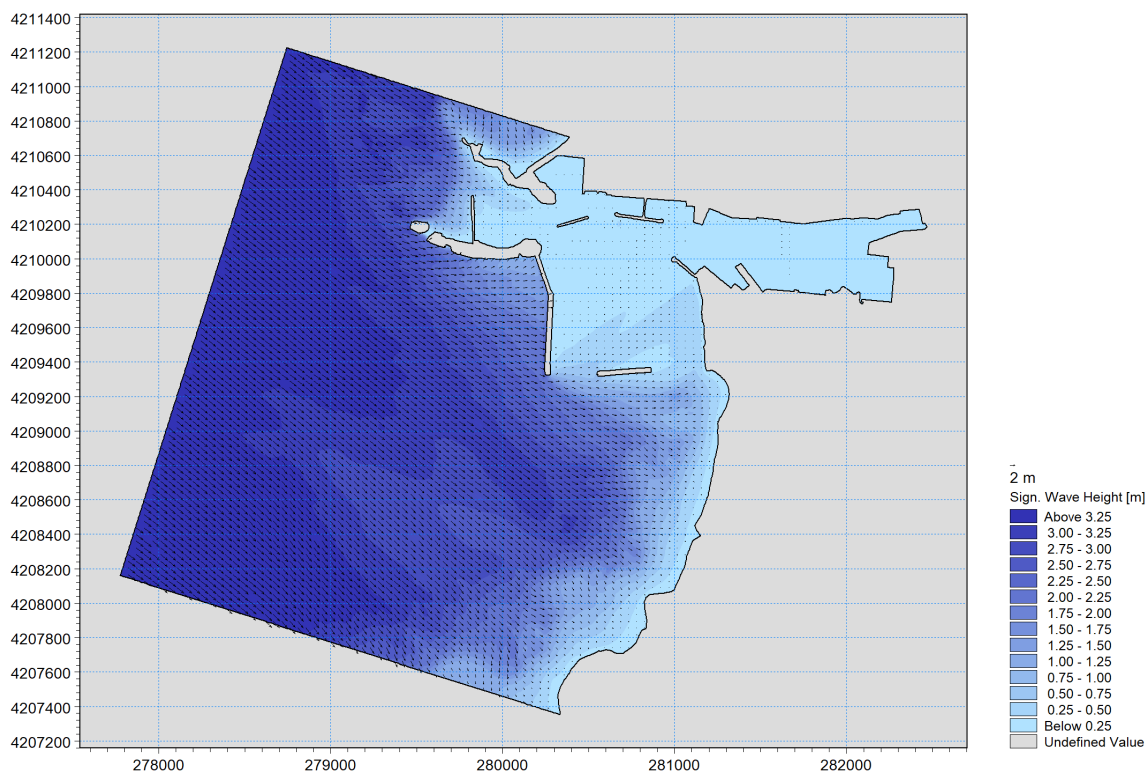 4211400
4211200
4211000
4210800
4210600
4210400
4210200
4210000
4209800
4209600
4209400
4209200
4209000
4208800
4208600
4208400
4208200
4208000
4207800
4207600
4207400
4207200
278000 279000 280000 281000 282000
2 m
Sign. Wave Height [m]
Above 3.25
3.00 - 3.25
2.75 - 3.00
2.50 - 2.75
2.25 - 2.50
2.00 - 2.25
1.75 - 2.00
1.50 - 1.75
1.25 - 1.50
1.00 - 1.25
0.75 - 1.00
0.50 - 0.75
0.25 - 0.50
Below 0.25
Undefined Value